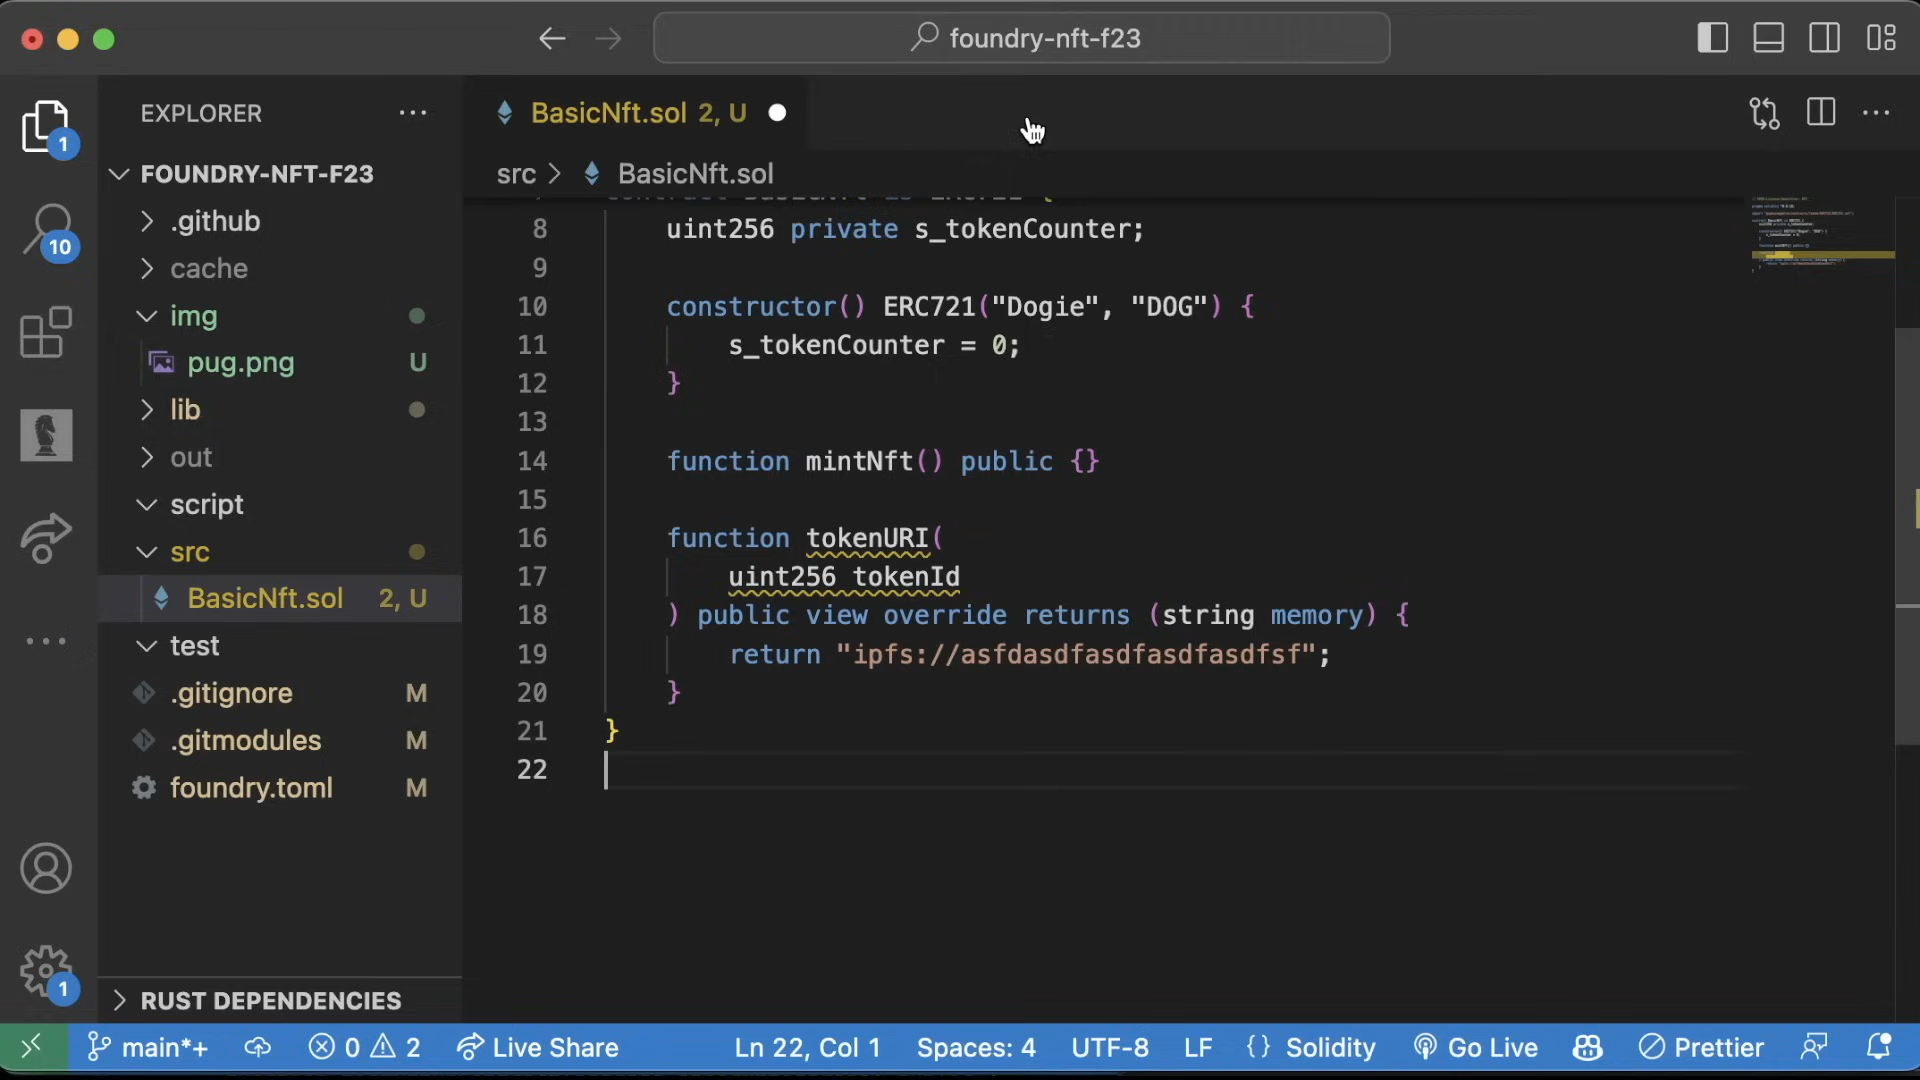 foundry-nft-f23
EXPLORER
BasicNft.sol 2, U
FOUNDRY-NFT-F23
src > BasicNft.sol
.github
cache
img
pug.png U
lib
out
script
src
BasicNft.sol 2, U
test
.gitignore M
.gitmodules M
foundry.toml M
RUST DEPENDENCIES
1
10
1
8 uint256 private s_tokenCounter;
9
10 constructor() ERC721("Dogie", "DOG") {
11 s_tokenCounter = 0;
12 }
13
14 function mintNft() public {}
15
16 function tokenURI(
17 uint256 tokenId
18 ) public view override returns (string memory) {
19 return "ipfs://asfdasdfasdfasdfasdfsf";
20 }
21 }
22
main*+ 0 2 Live Share Ln 22, Col 1 Spaces: 4 UTF-8 LF {} Solidity Go Live Prettier